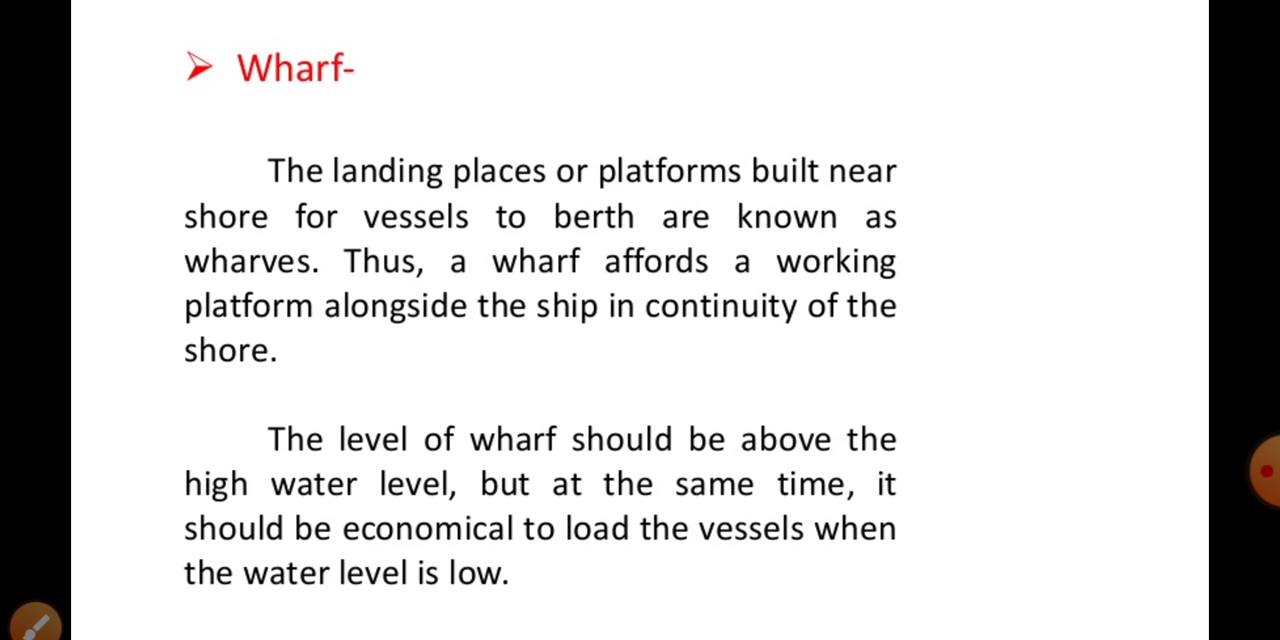 ➢ Wharf-
The landing places or platforms built near
shore for vessels to berth are known as
wharves. Thus, a wharf affords a working
platform alongside the ship in continuity of the
shore.
The level of wharf should be above the
high water level, but at the same time, it
should be economical to load the vessels when
the water level is low.